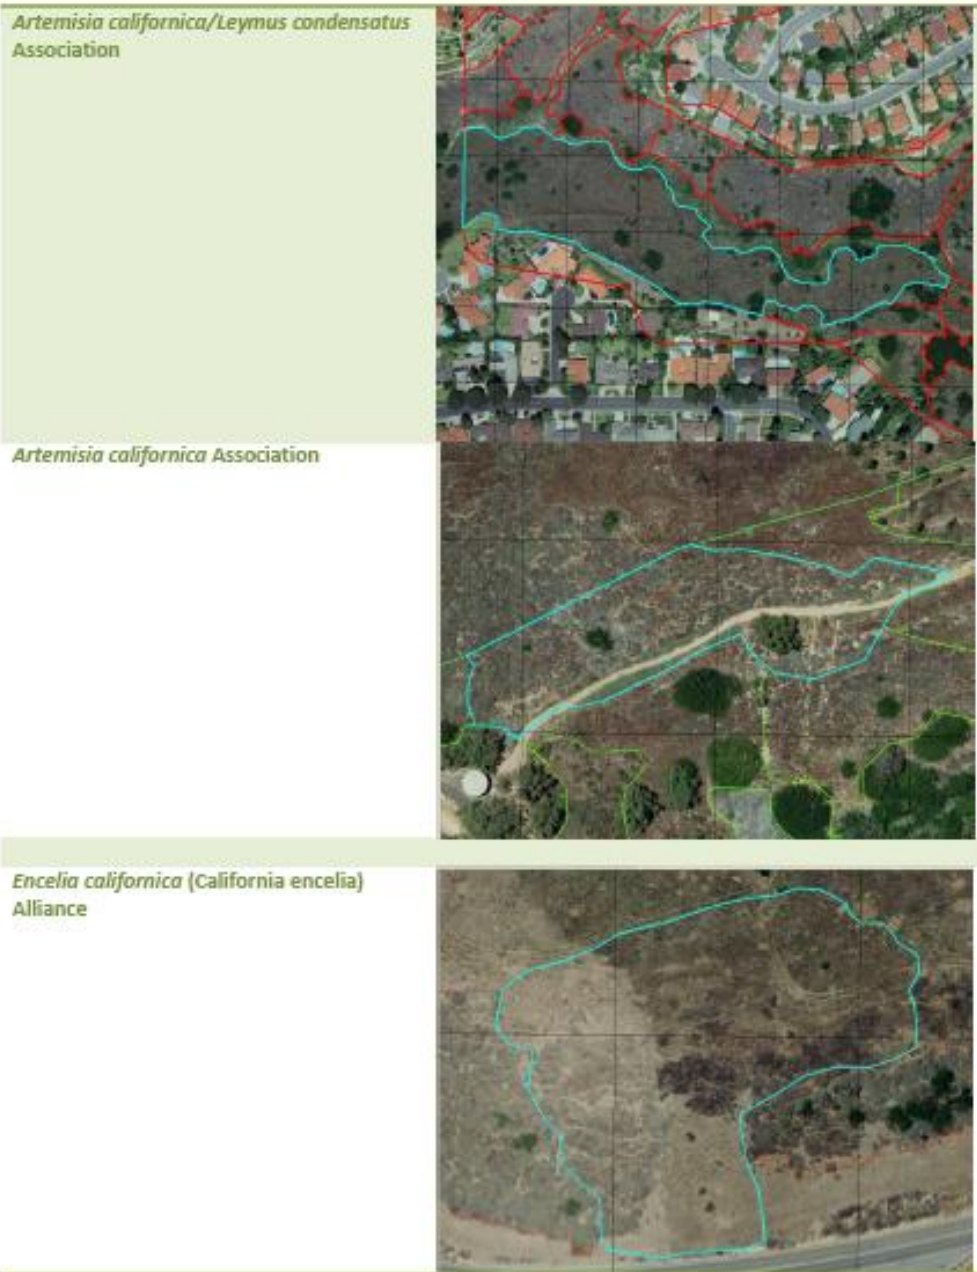 Artemisia californica/Leymus condensatus
Association
Artemisia californica Association
Encelia californica (California encelia)
Alliance